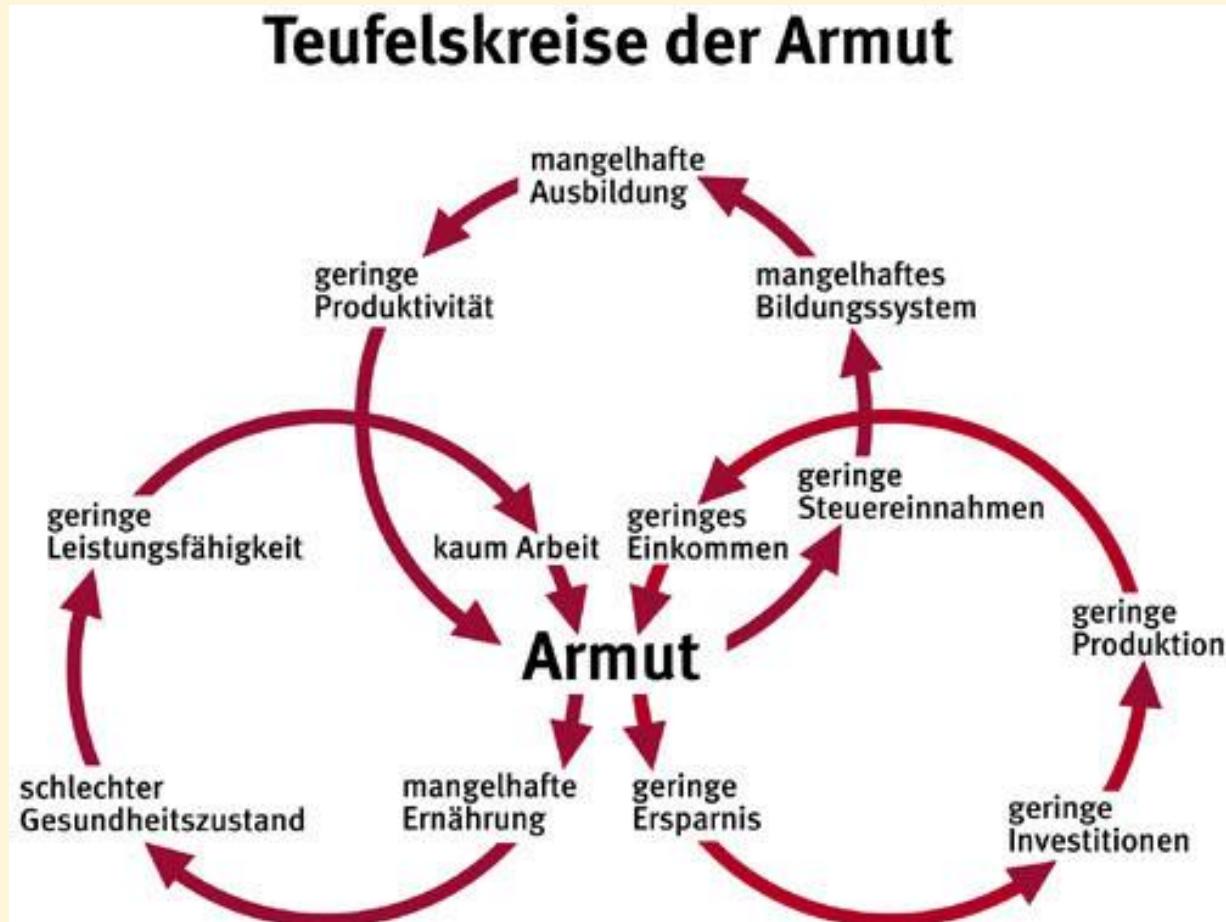 Teufelskreise der Armut
mangelhafte
Ausbildung
geringe
Produktivität
mangelhaftes
Bildungssystem
geringe
Leistungsfähigkeit
kaum Arbeit
geringes
Einkommen
geringe
Steuereinnahmen
geringe
Produktion
Armut
schlechter
Gesundheitszustand
mangelhafte
Ernährung
geringe
Ersparnis
geringe
Investitionen